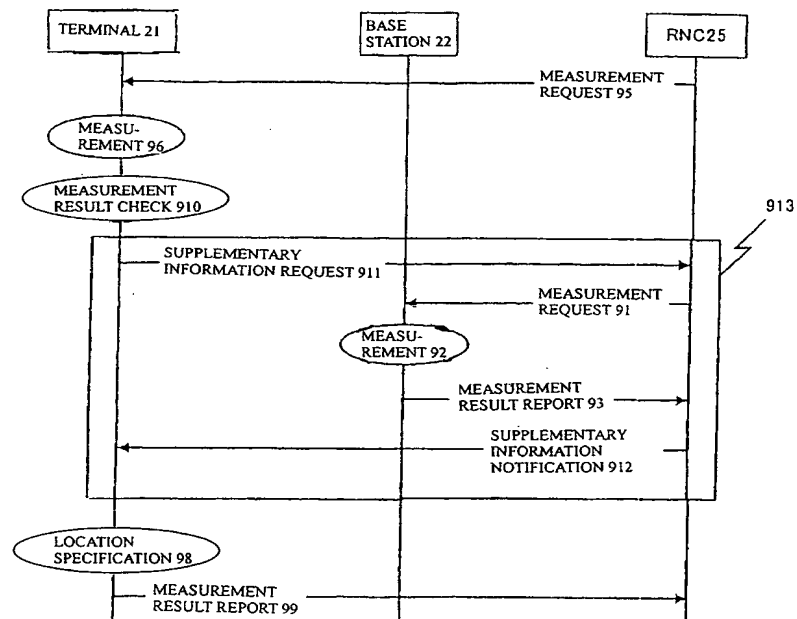 TERMINAL 21
BASE
STATION 22
RNC25
MEASUREMENT
REQUEST 95
MEASU-
REMENT 96
MEASUREMENT
RESULT CHECK 910
913
SUPPLEMENTARY
INFORMATION REQUEST 911
MEASUREMENT
REQUEST 91
MEASU-
REMENT 92
MEASUREMENT
RESULT REPORT 93
SUPPLEMENTARY
INFORMATION
NOTIFICATION 912
LOCATION
SPECIFICATION 98
MEASUREMENT
RESULT REPORT 99